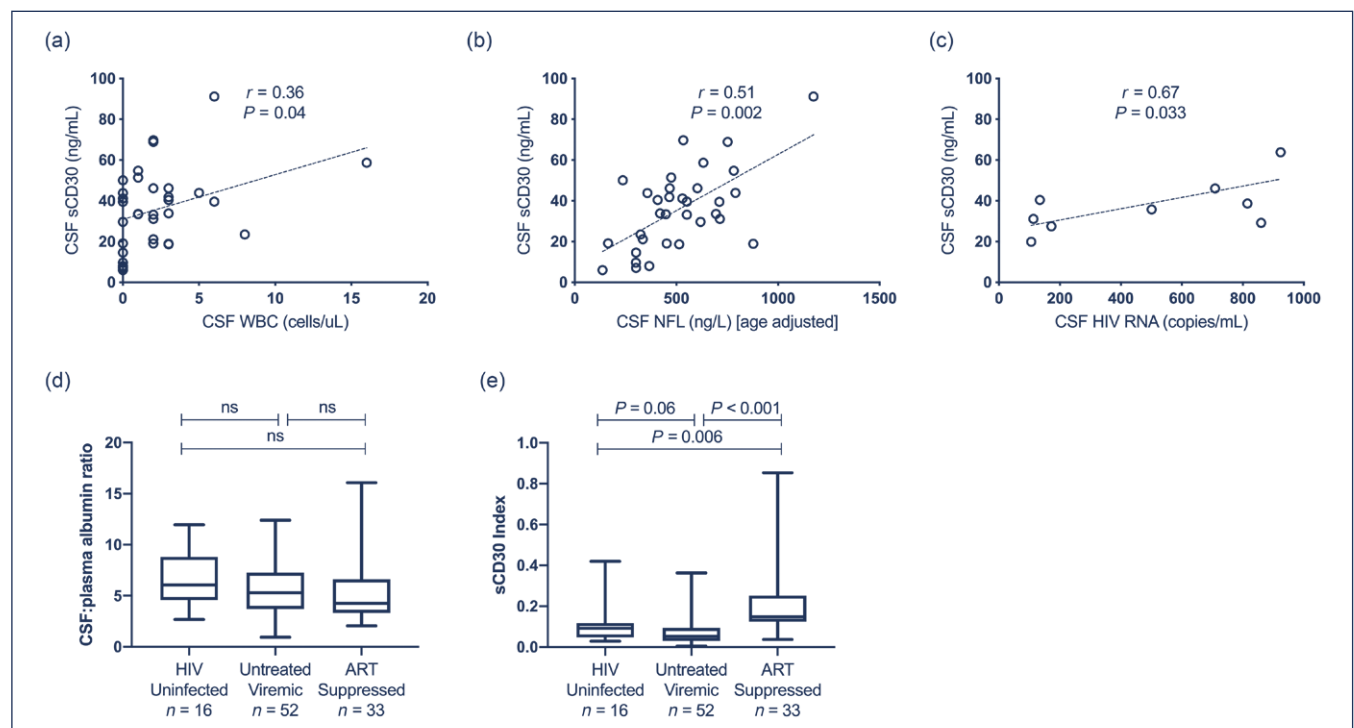 (a)
r = 0.36
P = 0.04
CSF sCD30 (ng/mL)
100
80
60
40
20
0
0 5 10 15 20
CSF WBC (cells/uL)
(b)
r = 0.51
P = 0.002
CSF sCD30 (ng/mL)
100
80
60
40
20
0
0 500 1000 1500
CSF NFL (ng/L) [age adjusted]
(c)
r = 0.67
P = 0.033
CSF sCD30 (ng/mL)
100
80
60
40
20
0
0 200 400 600 800 1000
CSF HIV RNA (copies/mL)
(d)
ns ns
ns
CSF:plasma albumin ratio
20
15
10
5
0
HIV Untreated ART
Uninfected Viremic Suppressed
n = 16 n = 52 n = 33
(e)
P = 0.06 P < 0.001
P = 0.006
sCD30 Index
1.0
0.8
0.6
0.4
0.2
0.0
HIV Untreated ART
Uninfected Viremic Suppressed
n = 16 n = 52 n = 33